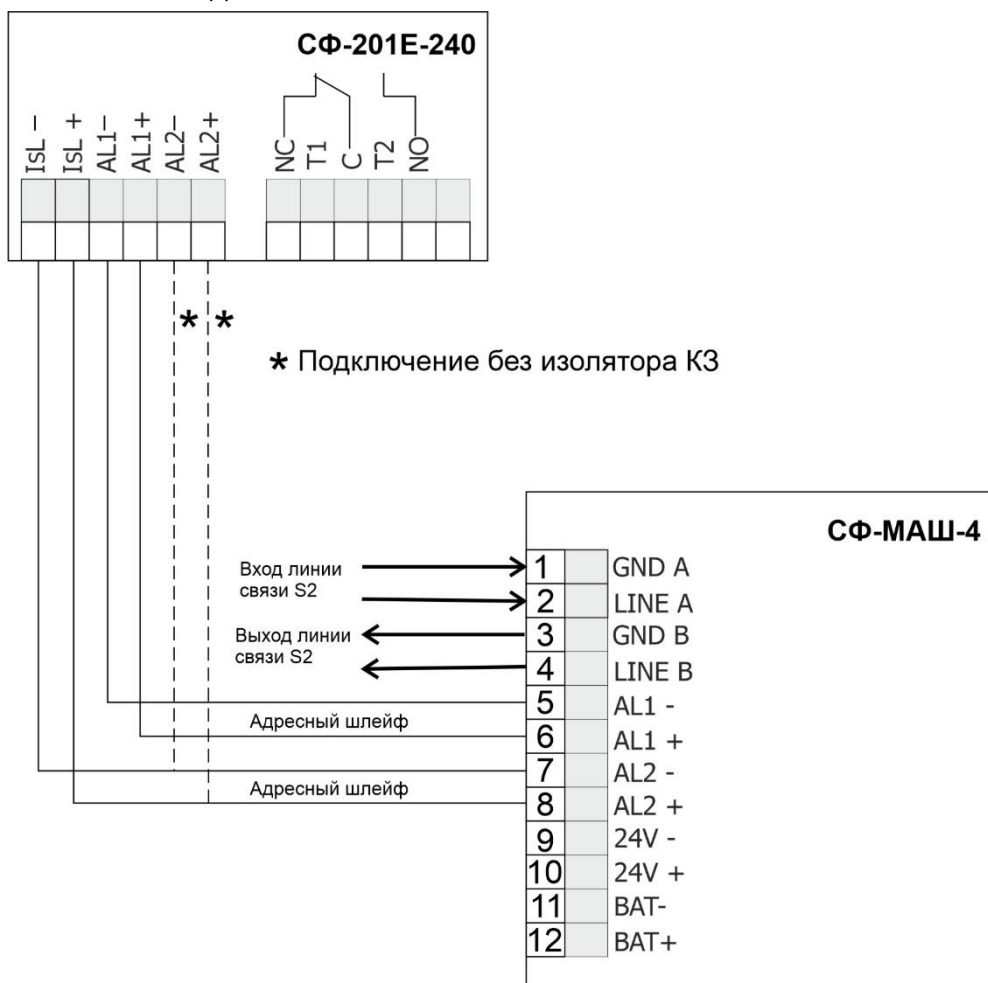 СФ-201Е-240
IsL –
IsL +
AL1–
AL1+
AL2–
AL2+
NC
T1
C
T2
NO
* *
* Подключение без изолятора КЗ
СФ-МАШ-4
Вход линии
связи S2
Выход линии
связи S2
Адресный шлейф
Адресный шлейф
1 GND A
2 LINE A
3 GND B
4 LINE B
5 AL1 -
6 AL1 +
7 AL2 -
8 AL2 +
9 24V -
10 24V +
11 BAT-
12 BAT+